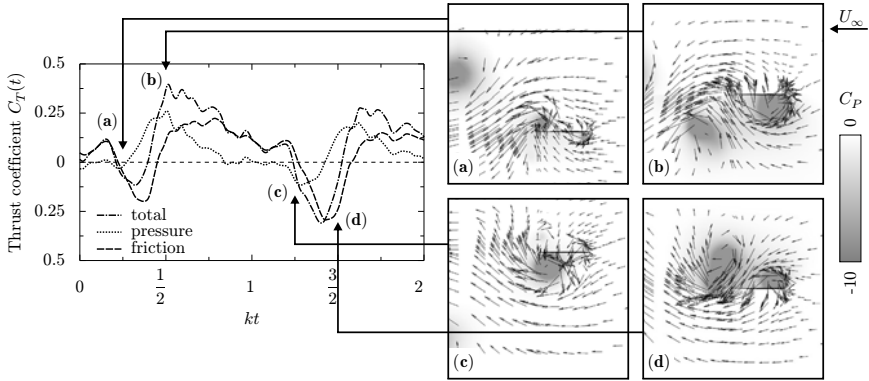 Thrust coefficient C_T(t)
0.5
0.25
0
0.25
0.5
(a)
(b)
(c)
(d)
total
pressure
friction
0
1/2
1
3/2
2
kt
(a)
(b)
(c)
(d)
U_∞
C_P
0
-10